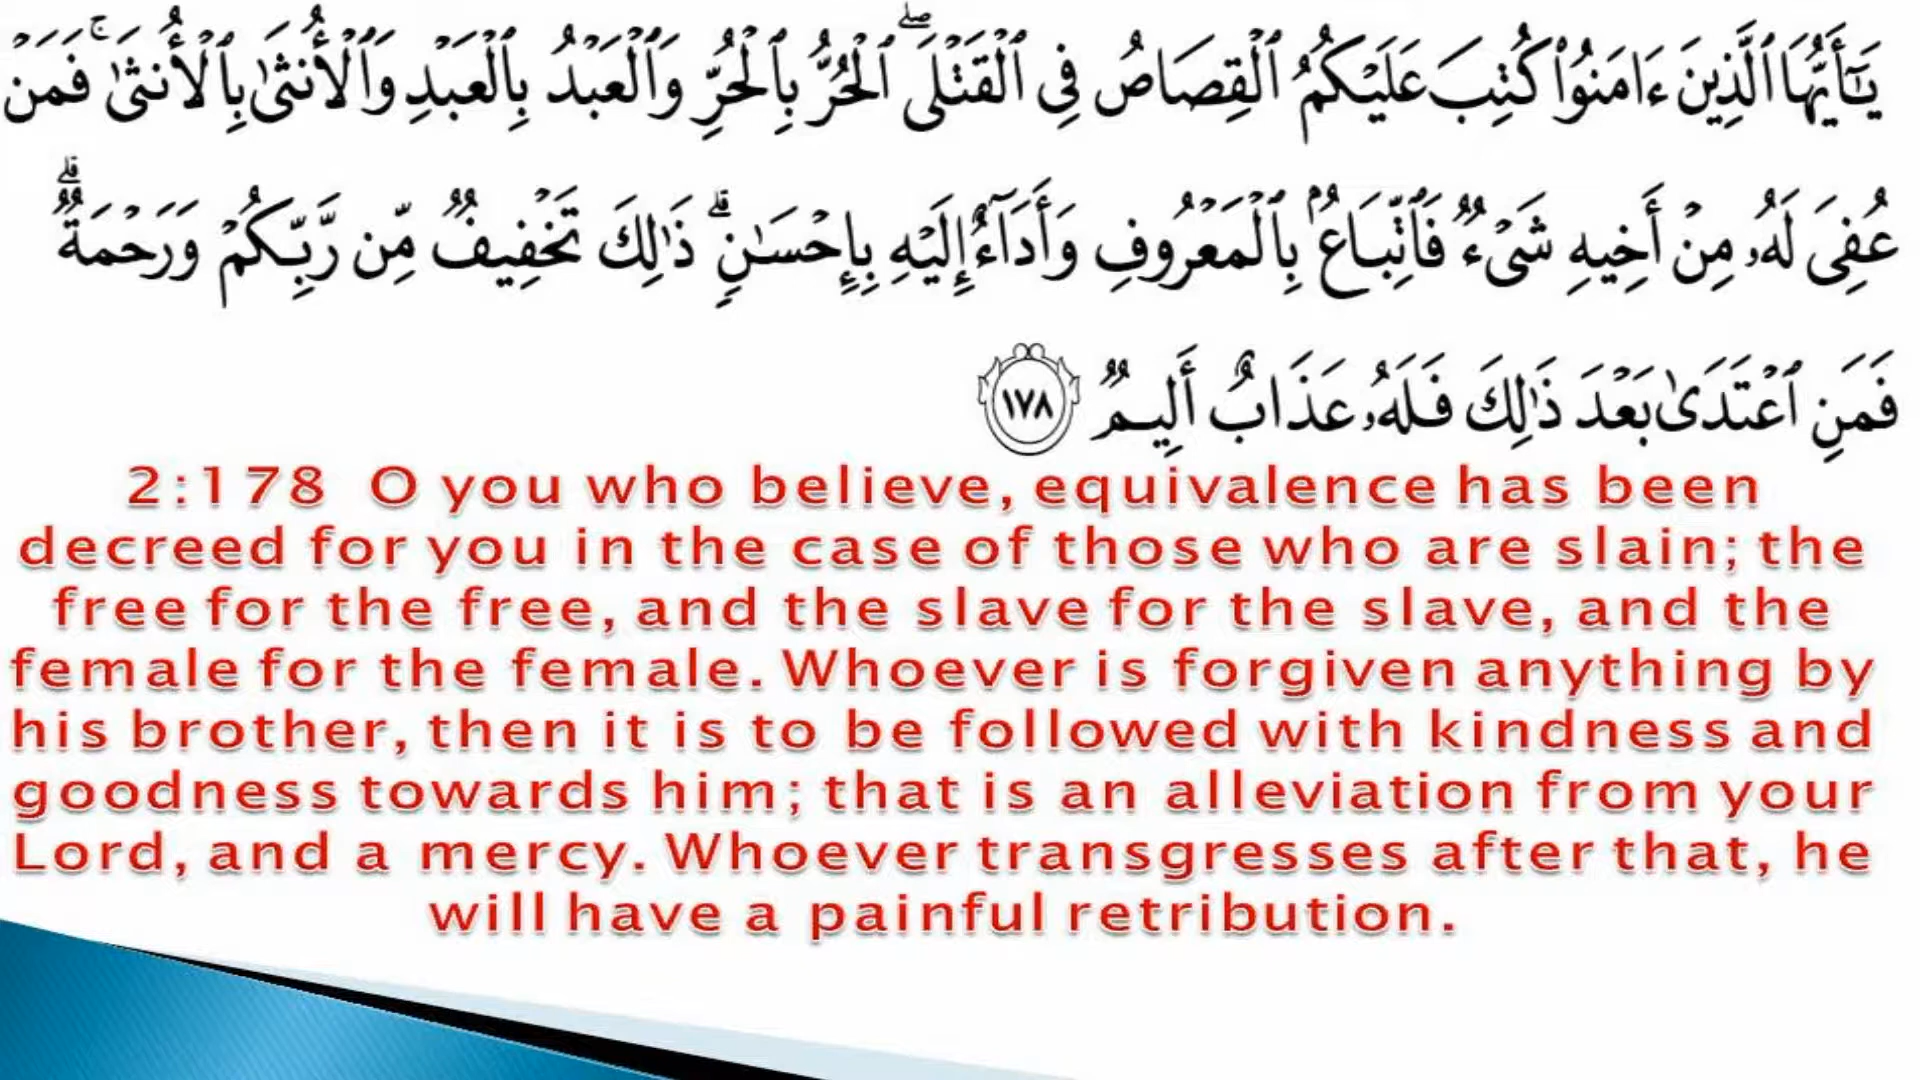 يَـٰٓأَيُّهَا ٱلَّذِينَ ءَامَنُوا۟ كُتِبَ عَلَيْكُمُ ٱلْقِصَاصُ فِى ٱلْقَتْلَى ۖ ٱلْحُرُّ بِٱلْحُرِّ وَٱلْعَبْدُ بِٱلْعَبْدِ وَٱلْأُنثَىٰ بِٱلْأُنثَىٰ ۚ فَمَنْ
عُفِىَ لَهُۥ مِنْ أَخِيهِ شَىْءٌ فَٱتِّبَاعٌۢ بِٱلْمَعْرُوفِ وَأَدَآءٌ إِلَيْهِ بِإِحْسَـٰنٍ ۗ ذَٰلِكَ تَخْفِيفٌ مِّن رَّبِّكُمْ وَرَحْمَةٌ ۗ
فَمَنِ ٱعْتَدَىٰ بَعْدَ ذَٰلِكَ فَلَهُۥ عَذَابٌ أَلِيمٌ ١٧٨
2:178 O you who believe, equivalence has been
decreed for you in the case of those who are slain; the
free for the free, and the slave for the slave, and the
female for the female. Whoever is forgiven anything by
his brother, then it is to be followed with kindness and
goodness towards him; that is an alleviation from your
Lord, and a mercy. Whoever transgresses after that, he
will have a painful retribution.